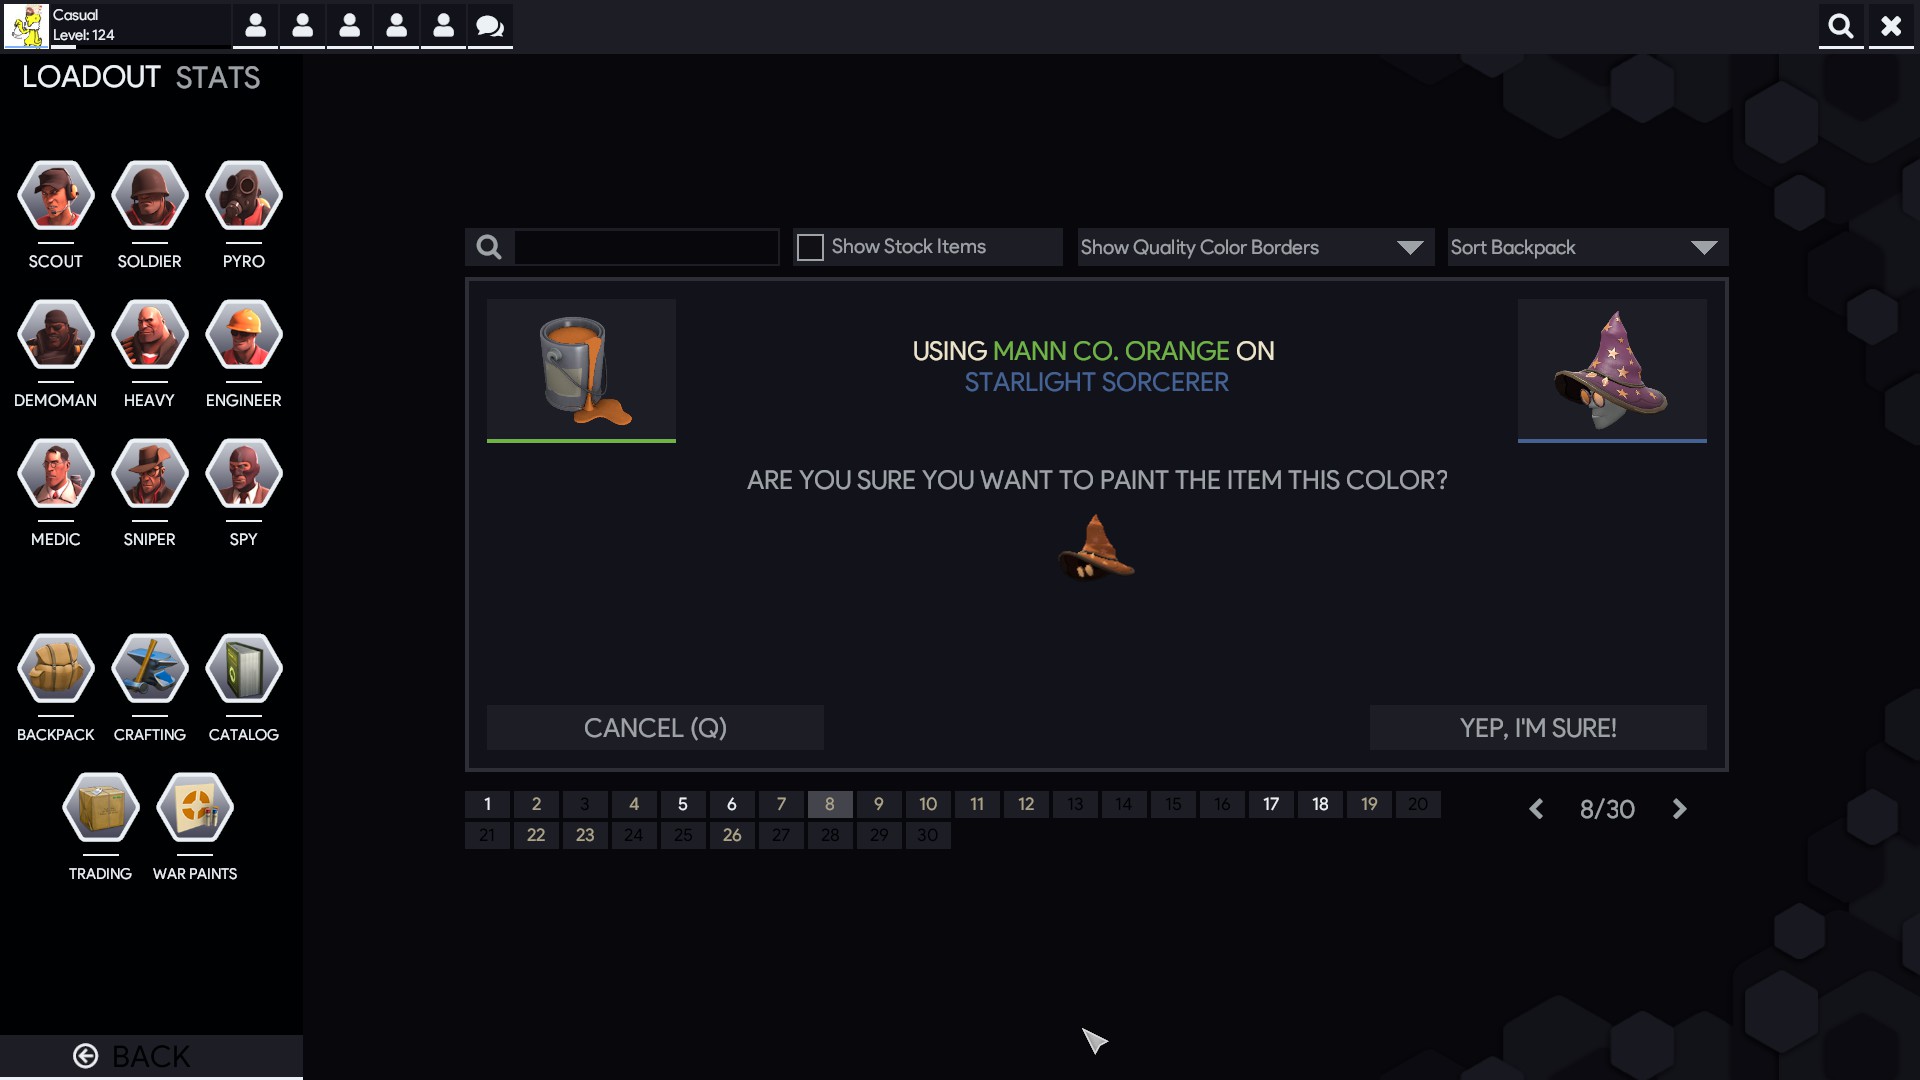 Casual
Level: 124
LOADOUT STATS
SCOUT SOLDIER PYRO
DEMOMAN HEAVY ENGINEER
MEDIC SNIPER SPY
BACKPACK CRAFTING CATALOG
TRADING WAR PAINTS
BACK
Show Stock Items
Show Quality Color Borders
Sort Backpack
USING MANN CO. ORANGE ON
STARLIGHT SORCERER
ARE YOU SURE YOU WANT TO PAINT THE ITEM THIS COLOR?
CANCEL (Q)
YEP, I'M SURE!
1 2 3 4 5 6 7 8 9 10 11 12 13 14 15 16 17 18 19 20
21 22 23 24 25 26 27 28 29 30
8/30